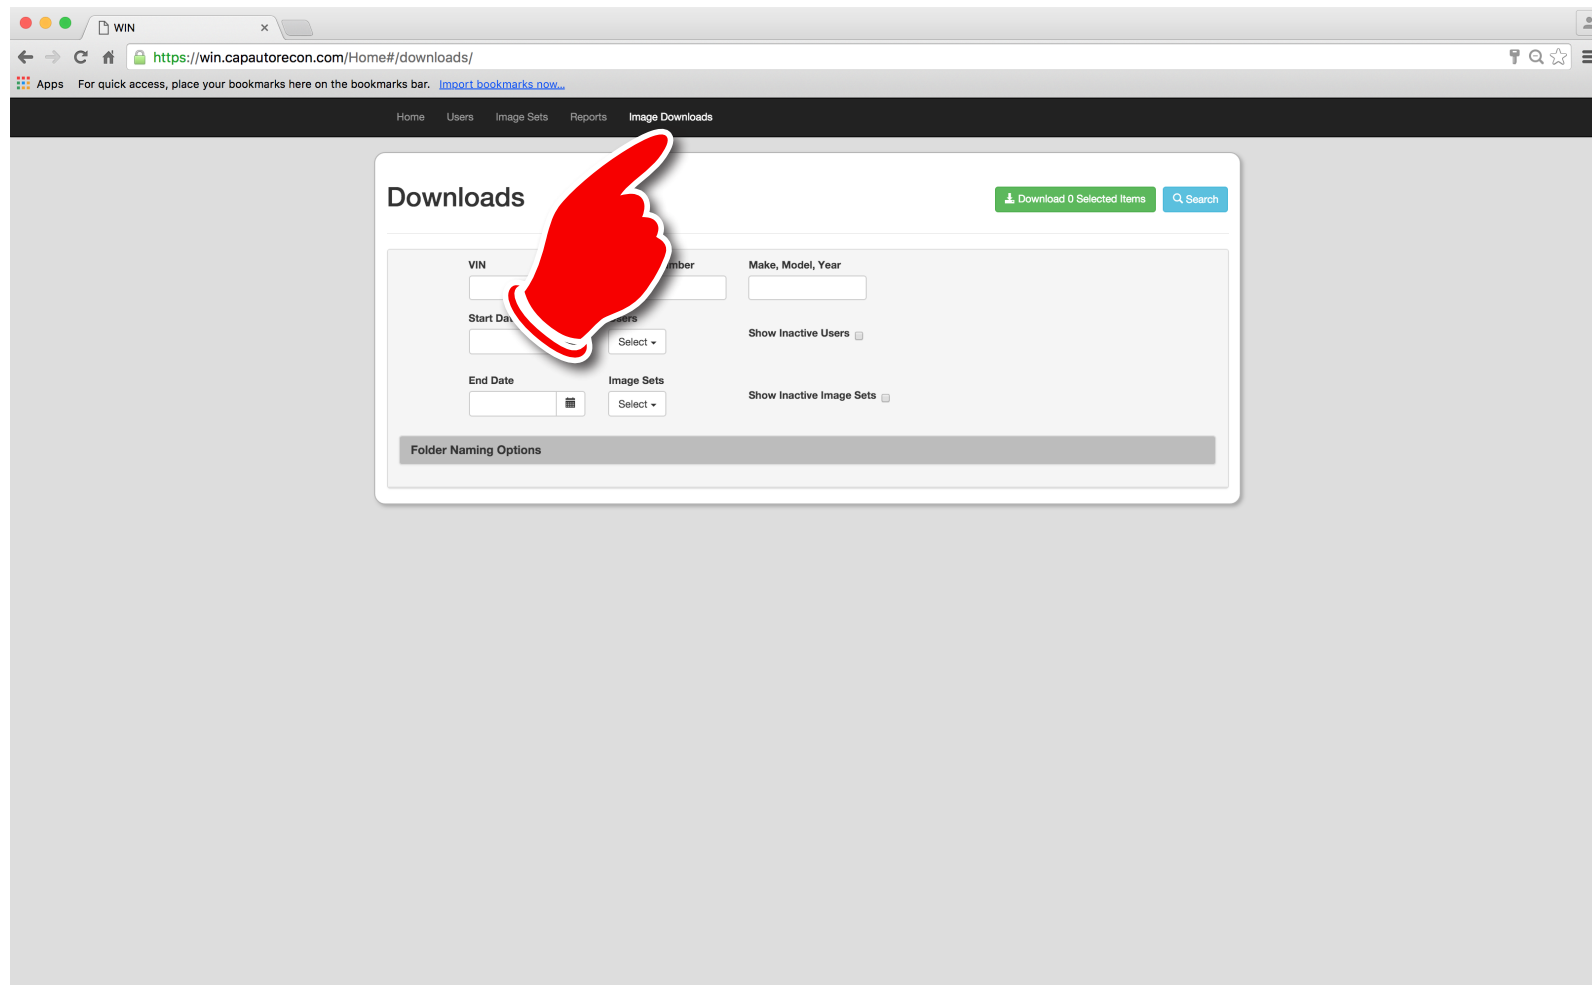 WIN
https://win.capautorecon.com/Home#/downloads/
Apps For quick access, place your bookmarks here on the bookmarks bar. Import bookmarks now...
Home Users Image Sets Reports Image Downloads
Downloads
Download 0 Selected Items
Search
VIN
Make, Model, Year
Start
Select
Show Inactive Users
End Date
Image Sets
Select
Show Inactive Image Sets
Folder Naming Options